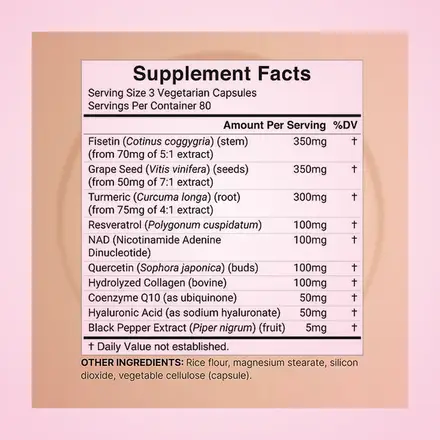 Supplement Facts
Serving Size 3 Vegetarian Capsules
Servings Per Container 80
Amount Per Serving %DV
Fisetin (Cotinus coggygria) (stem) 350mg †
(from 70mg of 5:1 extract)
Grape Seed (Vitis vinifera) (seeds) 350mg †
(from 50mg of 7:1 extract)
Turmeric (Curcuma longa) (root) 300mg †
(from 75mg of 4:1 extract)
Resveratrol (Polygonum cuspidatum) 100mg †
NAD (Nicotinamide Adenine 100mg †
Dinucleotide)
Quercetin (Sophora japonica) (buds) 100mg †
Hydrolyzed Collagen (bovine) 100mg †
Coenzyme Q10 (as ubiquinone) 50mg †
Hyaluronic Acid (as sodium hyaluronate) 50mg †
Black Pepper Extract (Piper nigrum) (fruit) 5mg †
† Daily Value not established.
OTHER INGREDIENTS: Rice flour, magnesium stearate, silicon
dioxide, vegetable cellulose (capsule).